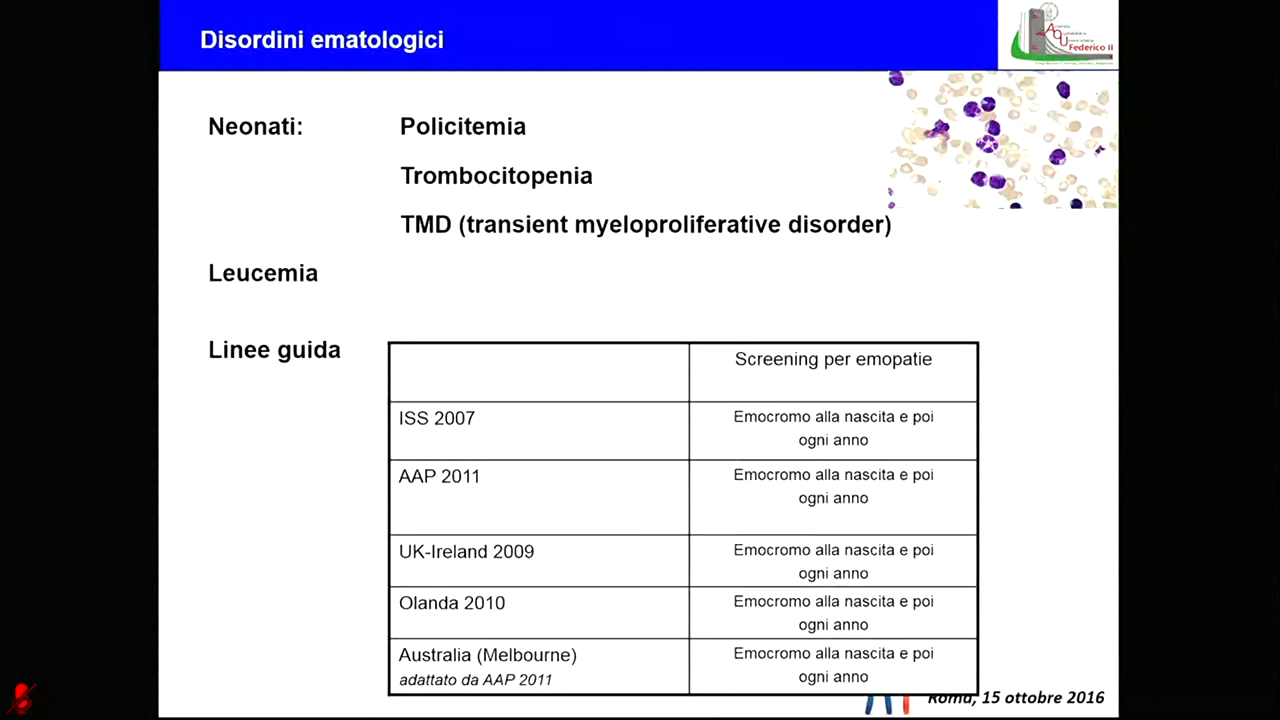 Disordini ematologici
Federico II
Neonati: Policitemia
Trombocitopenia
TMD (transient myeloproliferative disorder)
Leucemia
Linee guida
Screening per emopatie
ISS 2007
Emocromo alla nascita e poi
ogni anno
AAP 2011
Emocromo alla nascita e poi
ogni anno
UK-Ireland 2009
Emocromo alla nascita e poi
ogni anno
Olanda 2010
Emocromo alla nascita e poi
ogni anno
Australia (Melbourne)
adattato da AAP 2011
Emocromo alla nascita e poi
ogni anno
Roma, 15 ottobre 2016